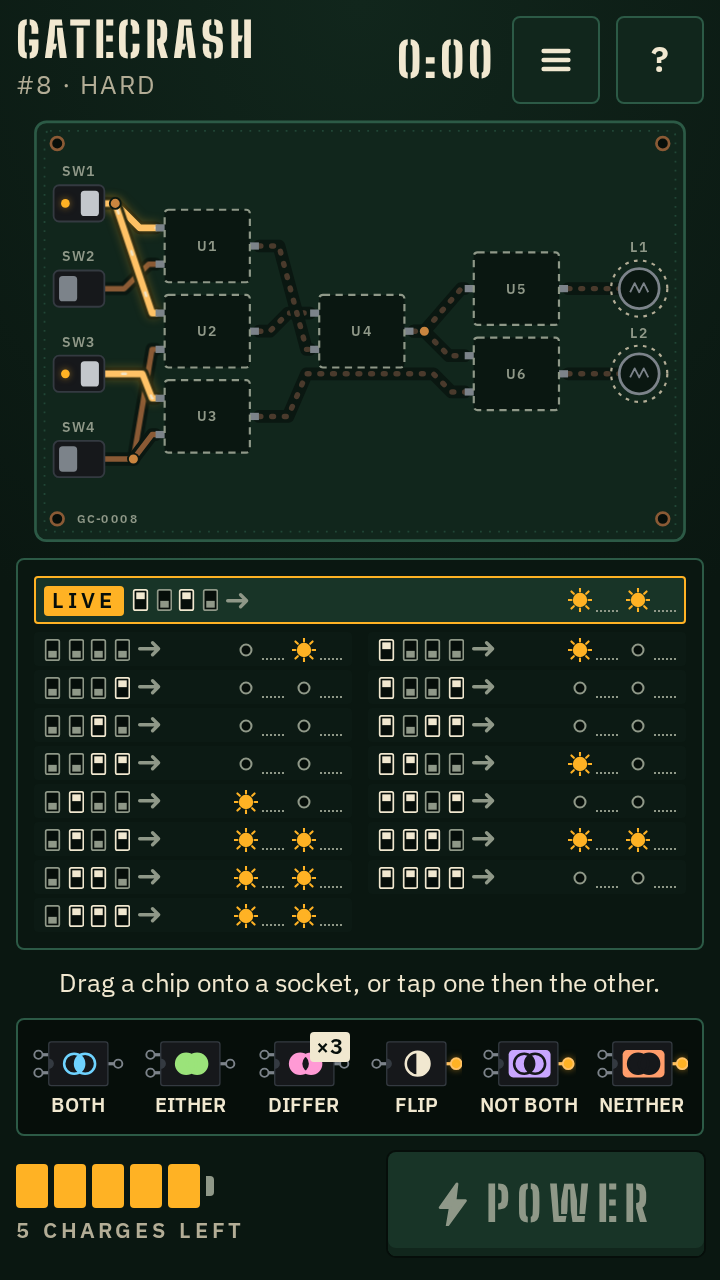 GATECRASH
#8 · HARD
0:00
?
SW1
SW2
SW3
SW4
U1
U2
U3
U4
U5
U6
L1
L2
GC-0008
LIVE
Drag a chip onto a socket, or tap one then the other.
×3
BOTH
EITHER
DIFFER
FLIP
NOT BOTH
NEITHER
5 CHARGES LEFT
POWER